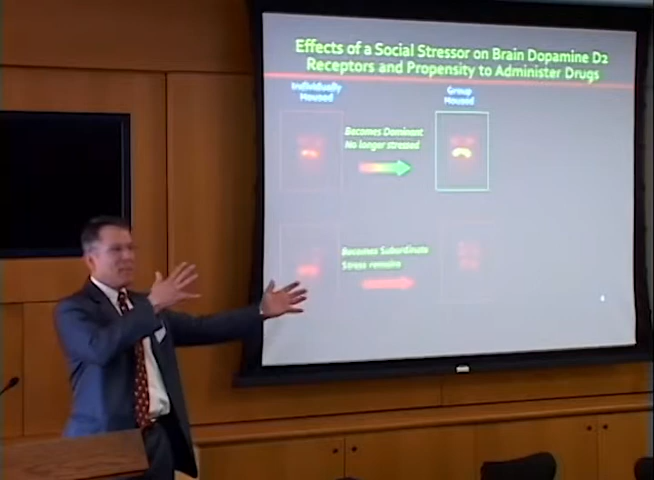 Effects of a Social Stressor on Brain Dopamine D2
Receptors and Propensity to Administer Drugs
Individually
Housed
Group
Housed
Becomes Dominant
No longer stressed
Becomes Subordinate
Stress remains